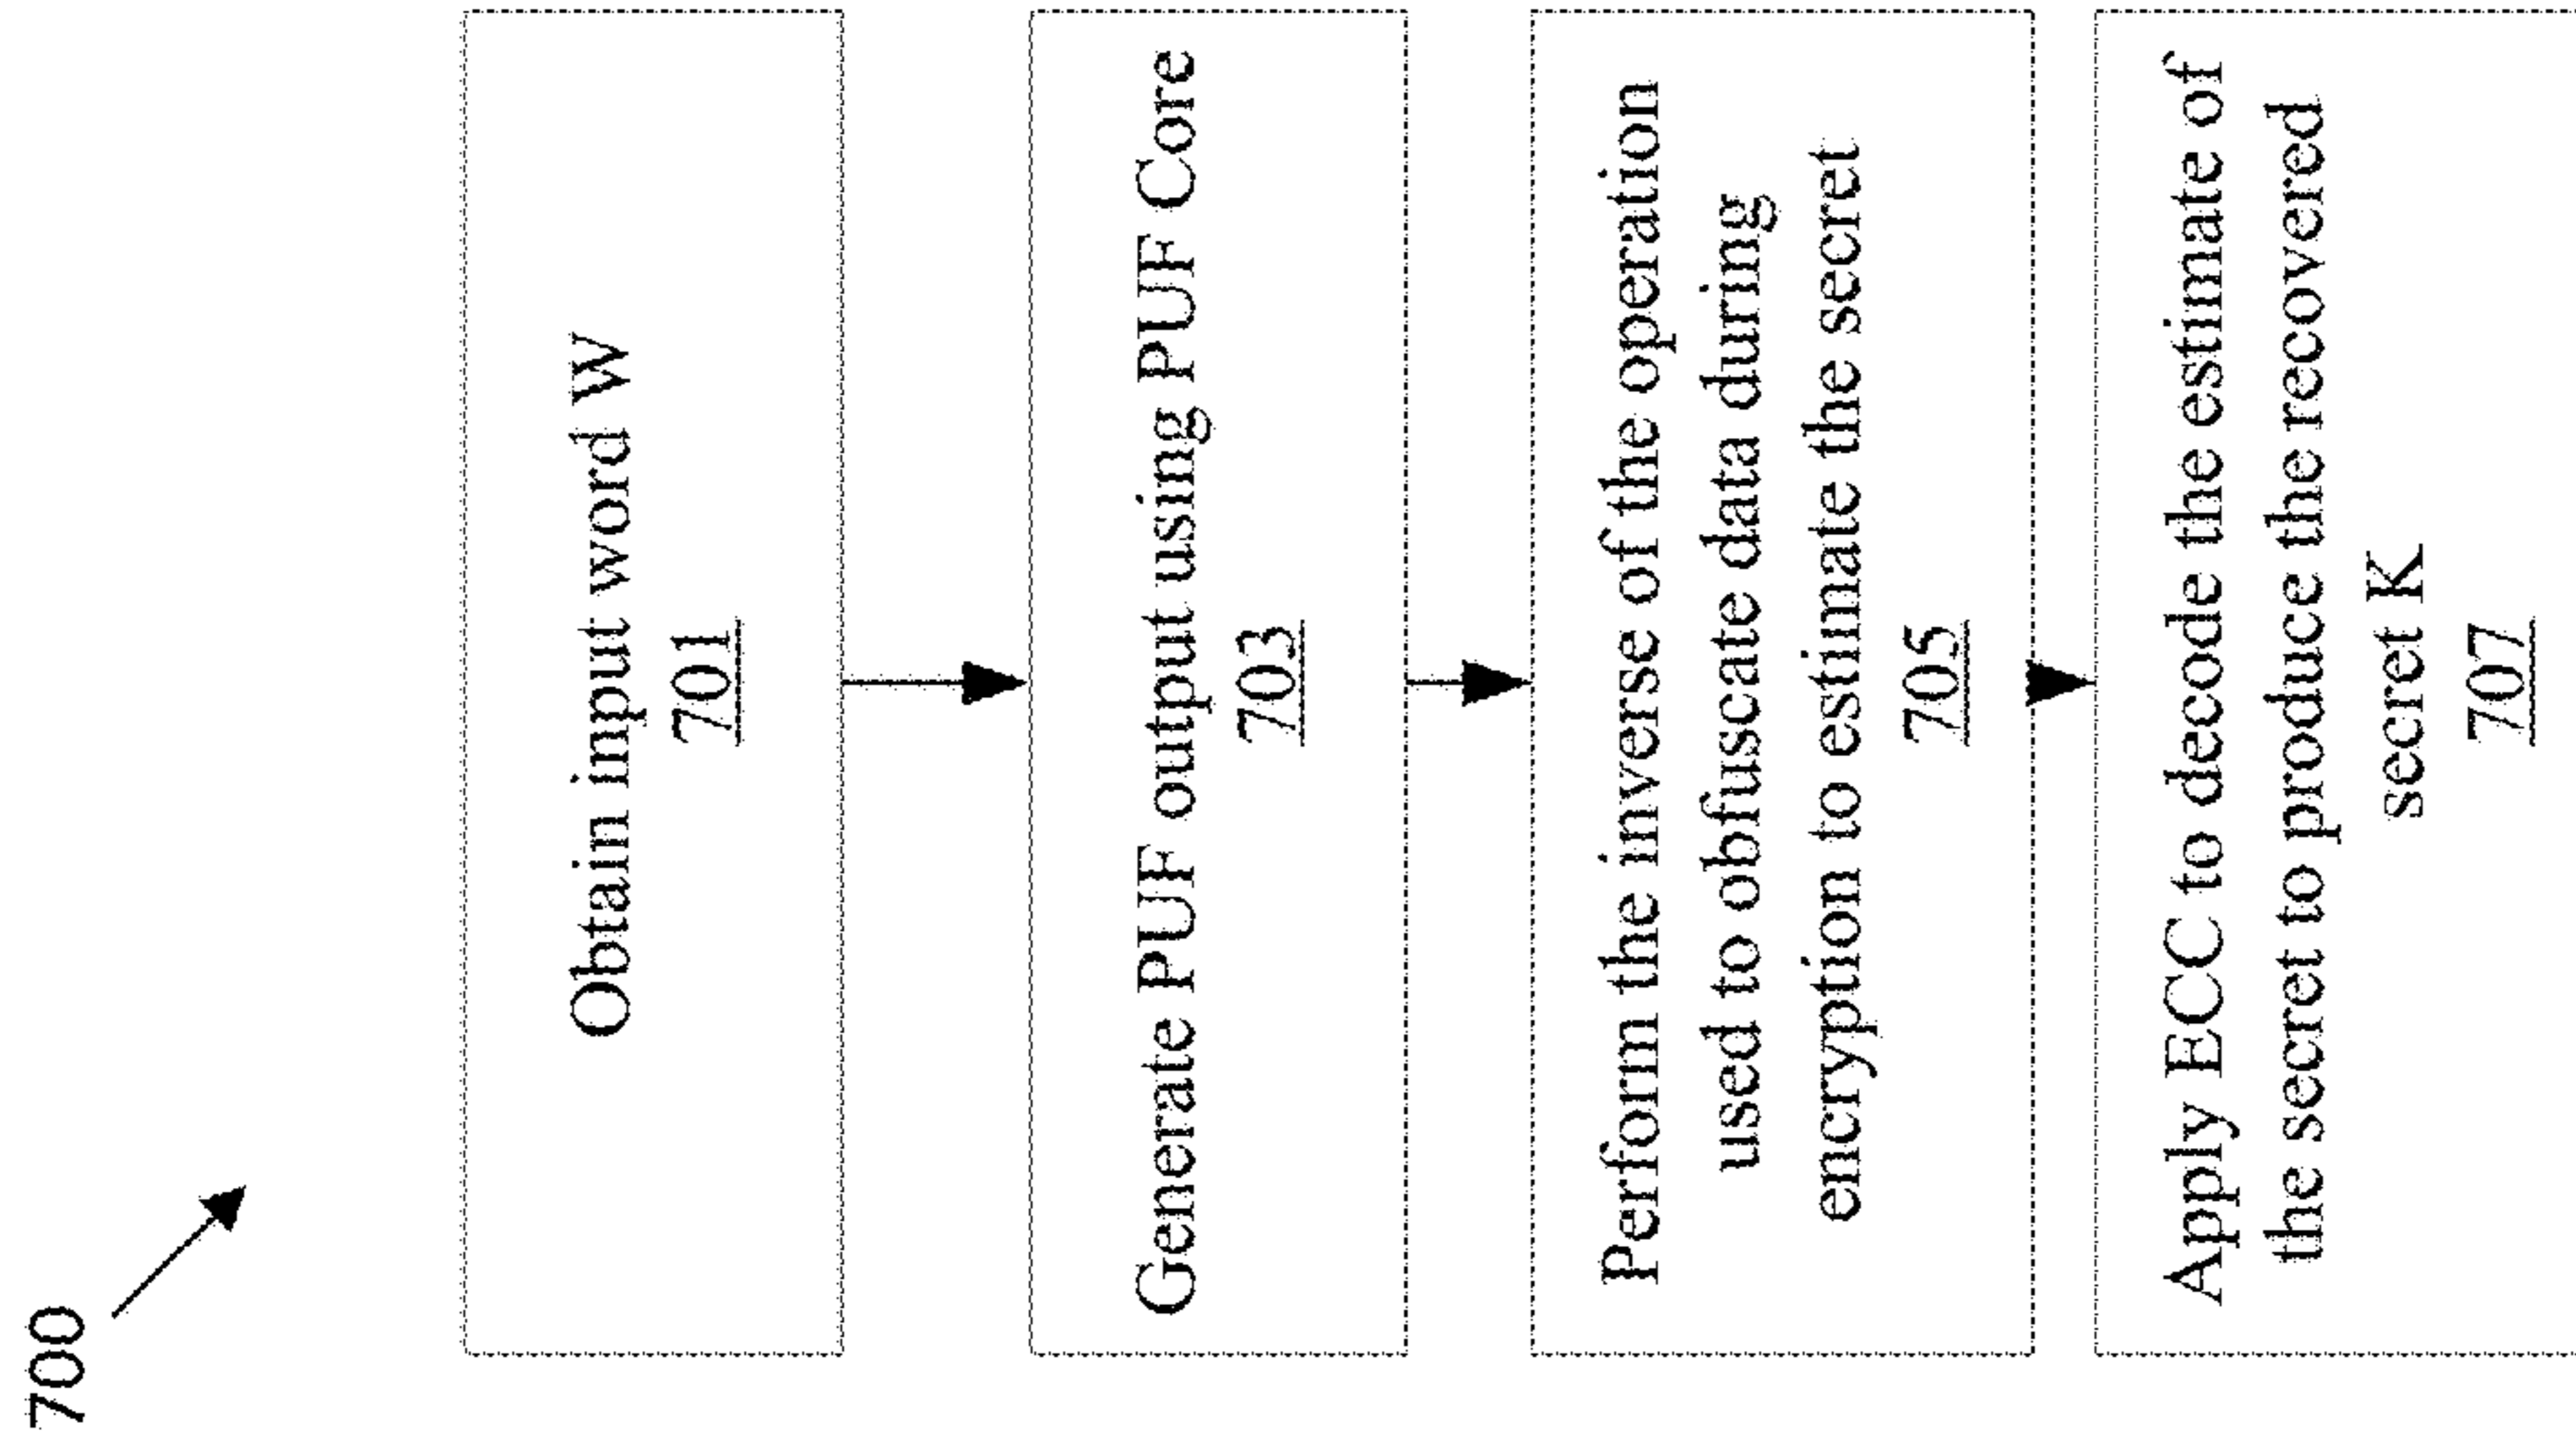 700
Obtain input word W
701
Generate PUF output using PUF Core
703
Perform the inverse of the operation
used to obfuscate data during
encryption to estimate the secret
705
Apply ECC to decode the estimate of
the secret to produce the recovered
secret K
707